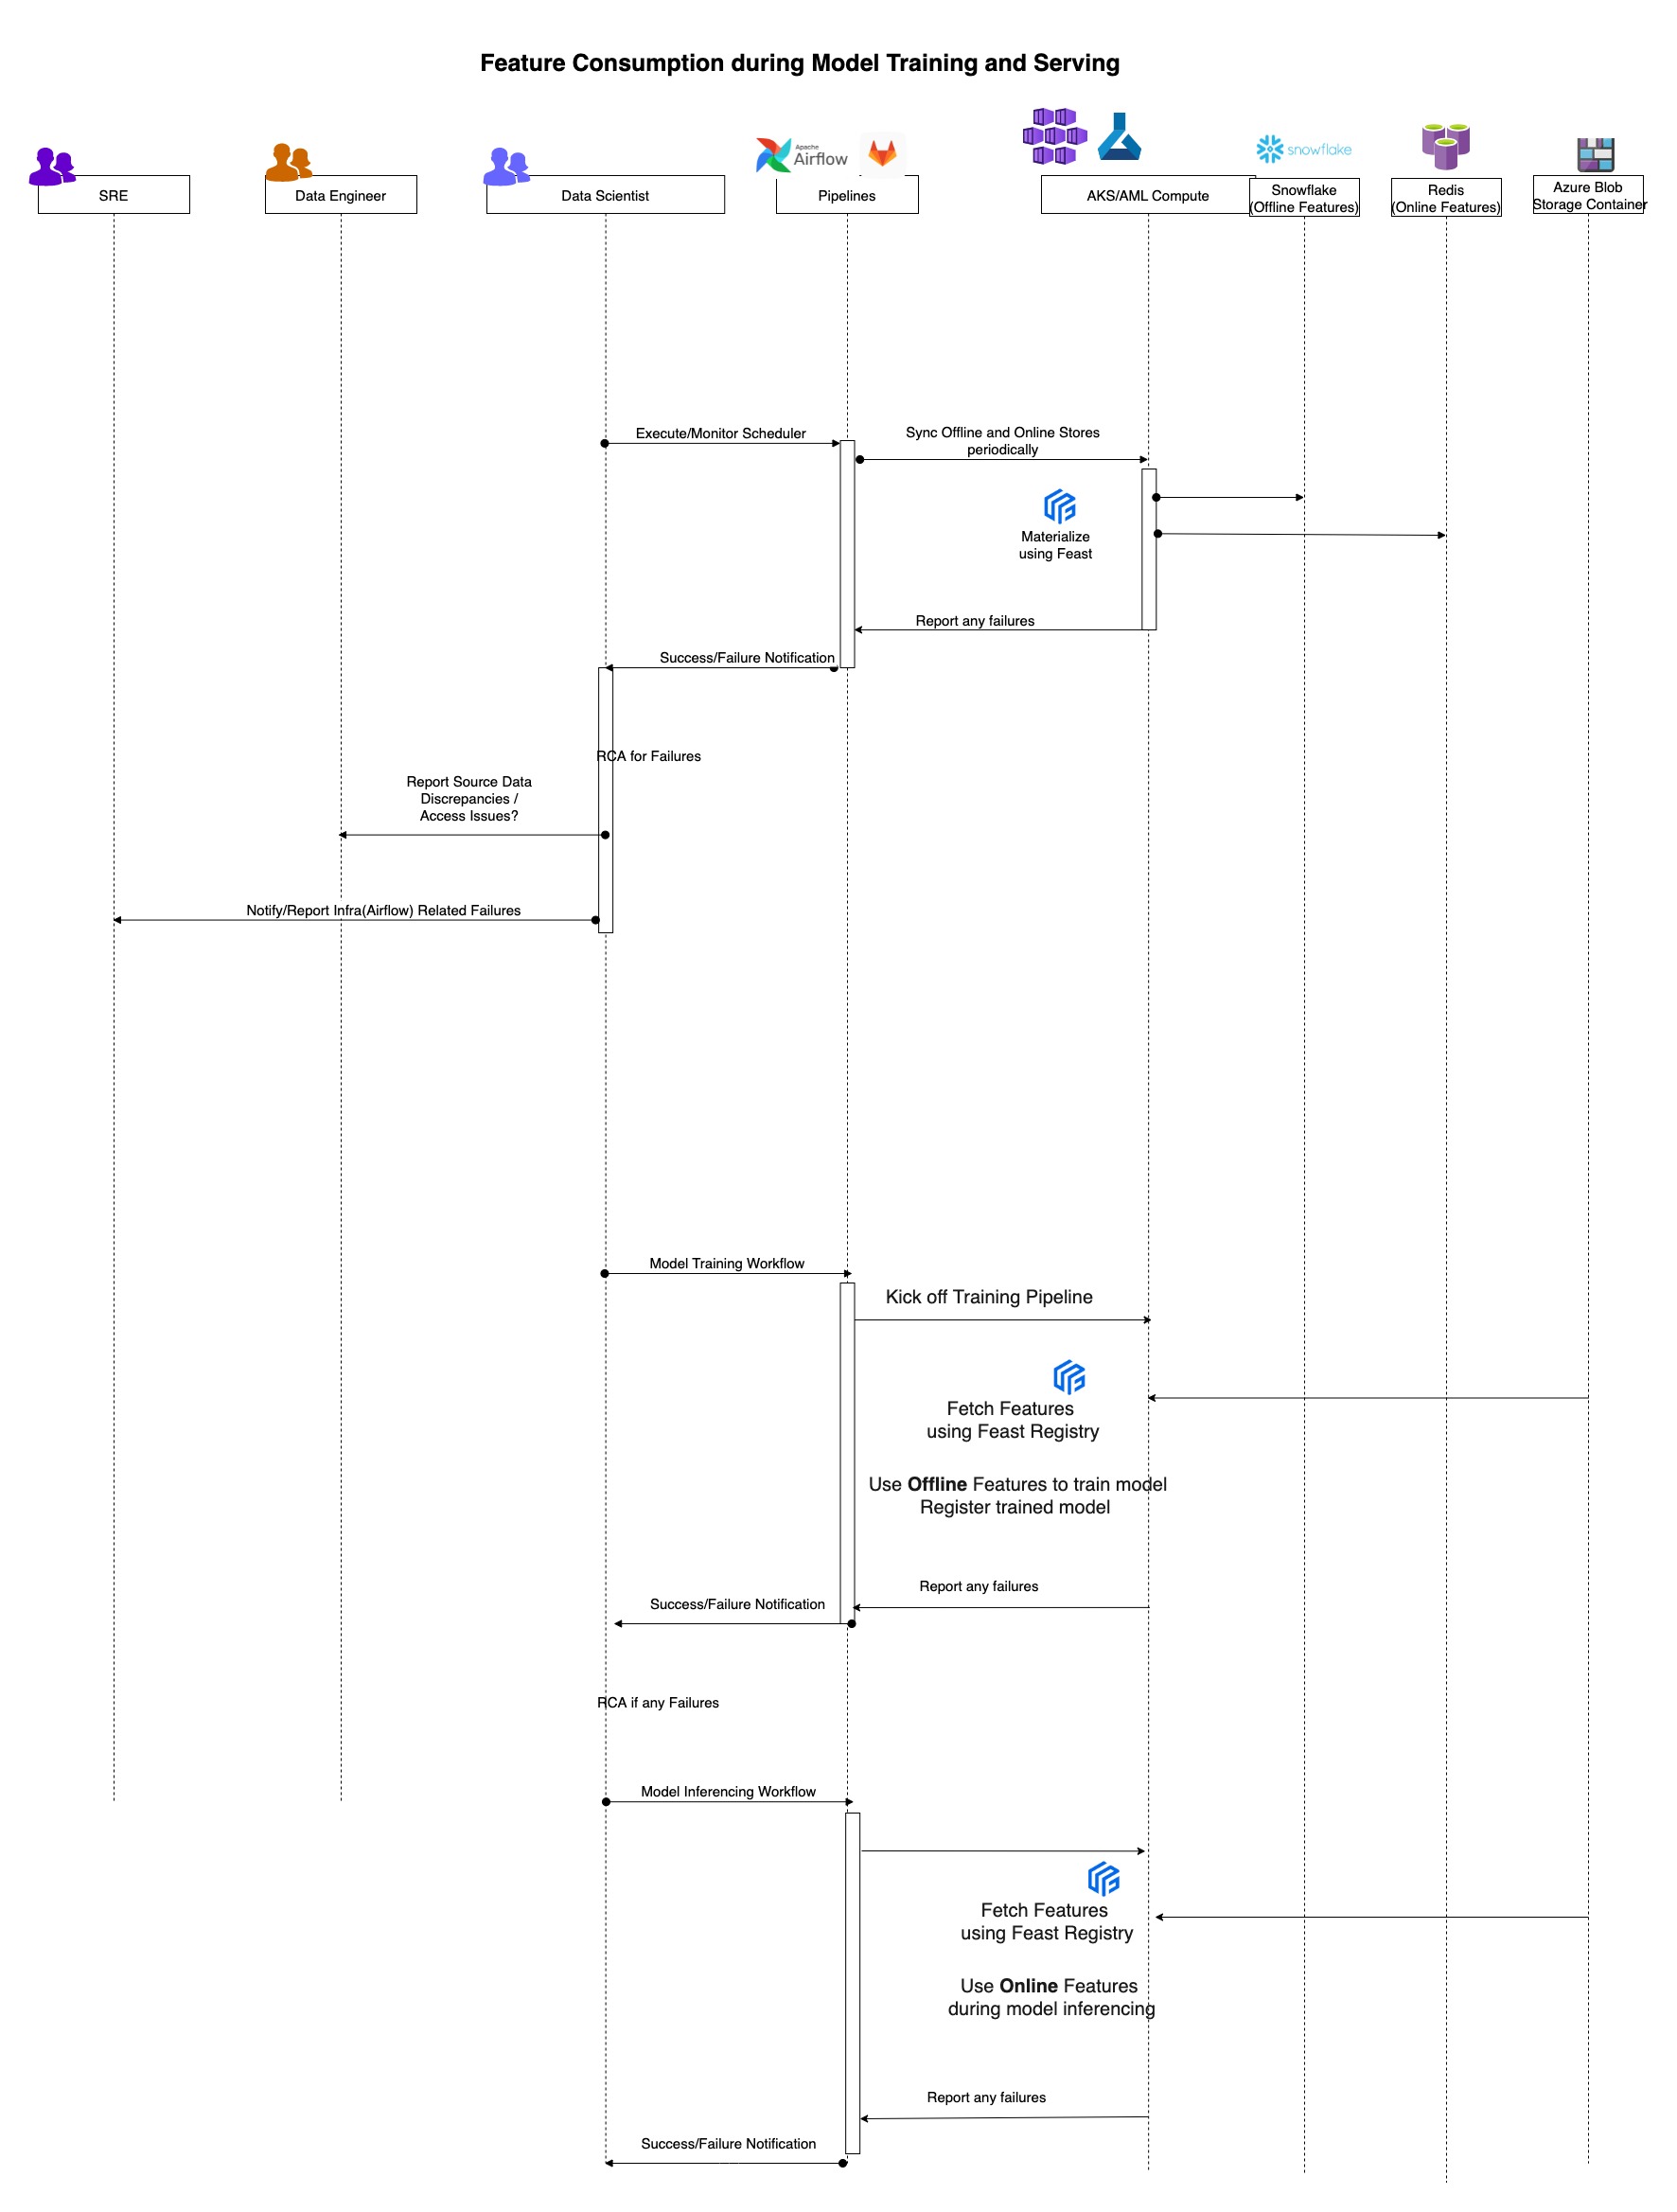 Feature Consumption during Model Training and Serving
Apache
Airflow
snowflake
SRE
Data Engineer
Data Scientist
Pipelines
AKS/AML Compute
Snowflake
(Offline Features)
Redis
(Online Features)
Azure Blob
Storage Container
Execute/Monitor Scheduler
Sync Offline and Online Stores
periodically
Materialize
using Feast
Report any failures
Success/Failure Notification
RCA for Failures
Report Source Data
Discrepancies /
Access Issues?
Notify/Report Infra(Airflow) Related Failures
Model Training Workflow
Kick off Training Pipeline
Fetch Features
using Feast Registry
Use Offline Features to train model
Register trained model
Report any failures
Success/Failure Notification
RCA if any Failures
Model Inferencing Workflow
Fetch Features
using Feast Registry
Use Online Features
during model inferencing
Report any failures
Success/Failure Notification